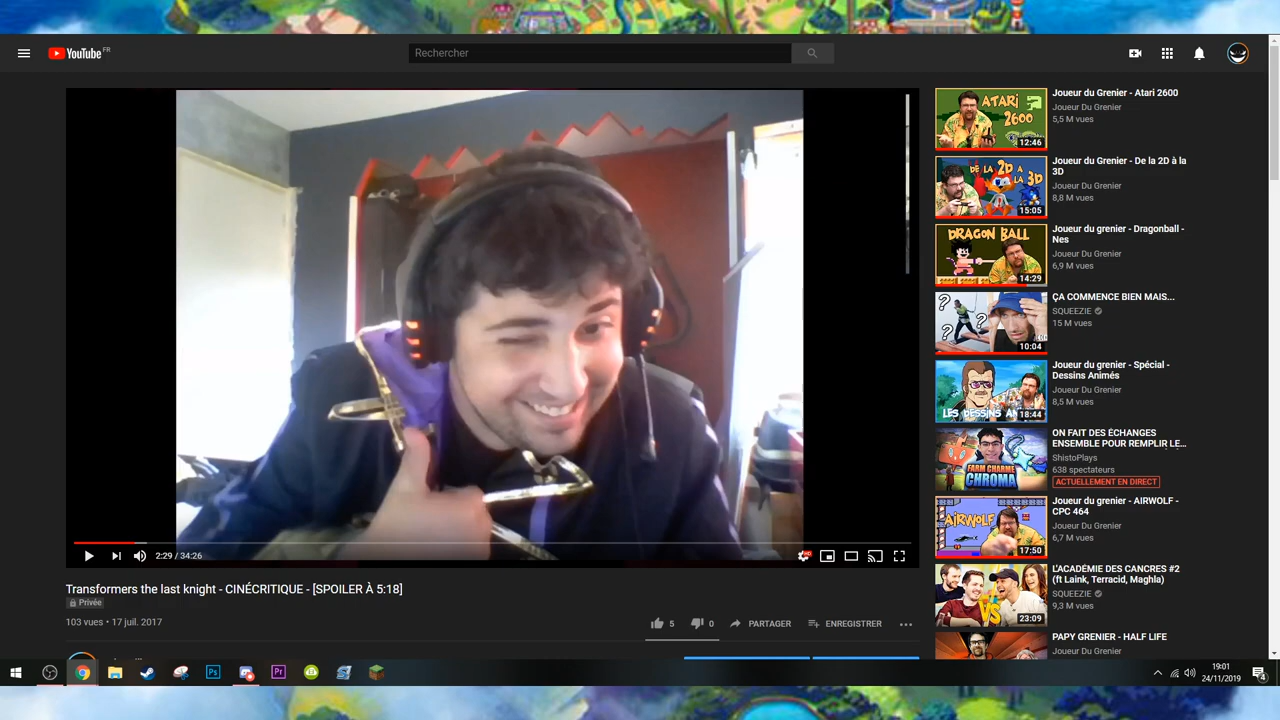 YouTube FR
Rechercher
ATARI
2600
12:46
Joueur du Grenier - Atari 2600
Joueur Du Grenier
5,5 M vues
DE LA 2D À
LA 3D
15:05
Joueur du Grenier - De la 2D à la
3D
Joueur Du Grenier
8,8 M vues
DRAGON BALL
14:29
Joueur du grenier - Dragonball -
Nes
Joueur Du Grenier
6,9 M vues
10:04
ÇA COMMENCE BIEN MAIS...
SQUEEZIE
15 M vues
LES DESSINS AN
18:44
Joueur du grenier - Spécial -
Dessins Animés
Joueur Du Grenier
8,5 M vues
FARM CHARME
CHROMA
ON FAIT DES ÉCHANGES
ENSEMBLE POUR REMPLIR LE...
ShistoPlays
638 spectateurs
ACTUELLEMENT EN DIRECT
AIRWOLF
17:50
Joueur du grenier - AIRWOLF -
CPC 464
Joueur Du Grenier
6,7 M vues
VS
23:09
L'ACADÉMIE DES CANCRES #2
(ft Laink, Terracid, Maghla)
SQUEEZIE
9,3 M vues
PAPY GRENIER - HALF LIFE
Joueur Du Grenier
2:29 / 34:26
HD
Transformers the last knight - CINÉCRITIQUE - [SPOILER À 5:18]
Privée
103 vues • 17 juil. 2017
5
0
PARTAGER
ENREGISTRER
Ps
Pr
19:01
24/11/2019
4